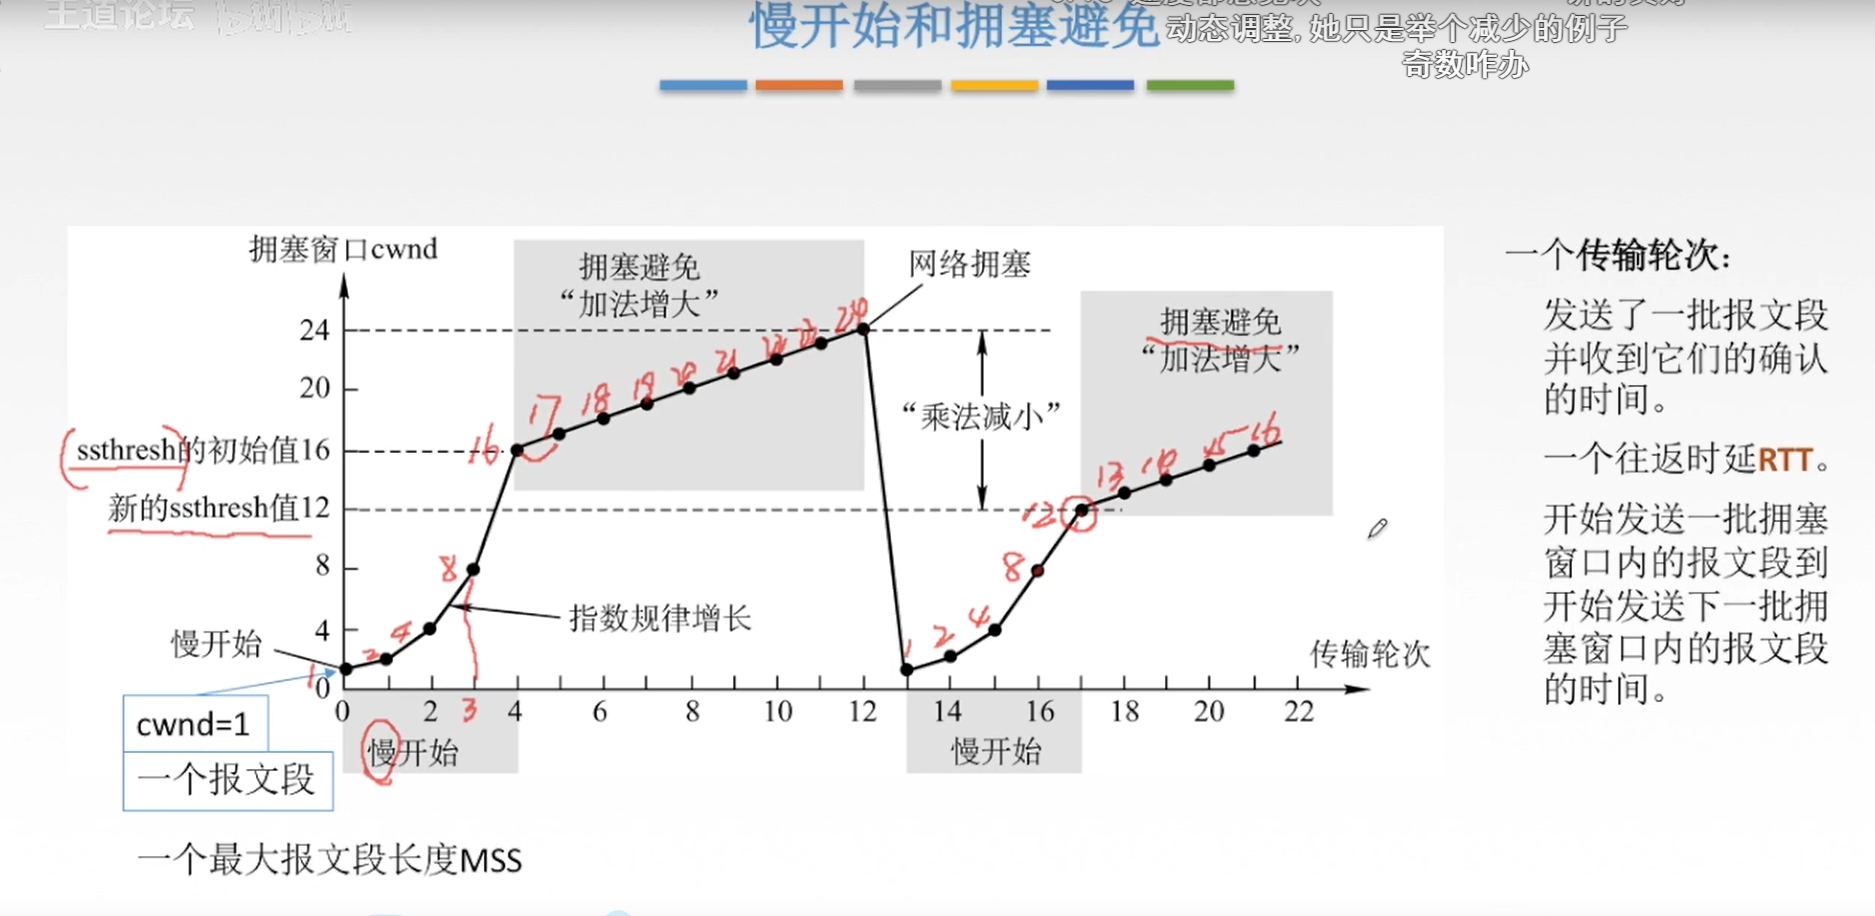 王道论坛 bilibili
慢开始和拥塞避免
动态调整,她只是举个减少的例子
奇数咋办
拥塞窗口cwnd
拥塞避免
“加法增大”
网络拥塞
拥塞避免
“加法增大”
24
20
ssthresh的初始值16
新的ssthresh值12
8
4
0
“乘法减小”
慢开始
指数规律增长
传输轮次
1
2
4
8
16
17
18
19
20
21
22
24
1
2
4
8
12
13
15
16
0
2
3
4
6
8
10
12
14
16
18
20
22
慢开始
慢开始
cwnd=1
一个报文段
一个最大报文段长度MSS
一个传输轮次:
发送了一批报文段
并收到它们的确认
的时间。
一个往返时延RTT。
开始发送一批拥塞
窗口内的报文段到
开始发送下一批拥
塞窗口内的报文段
的时间。